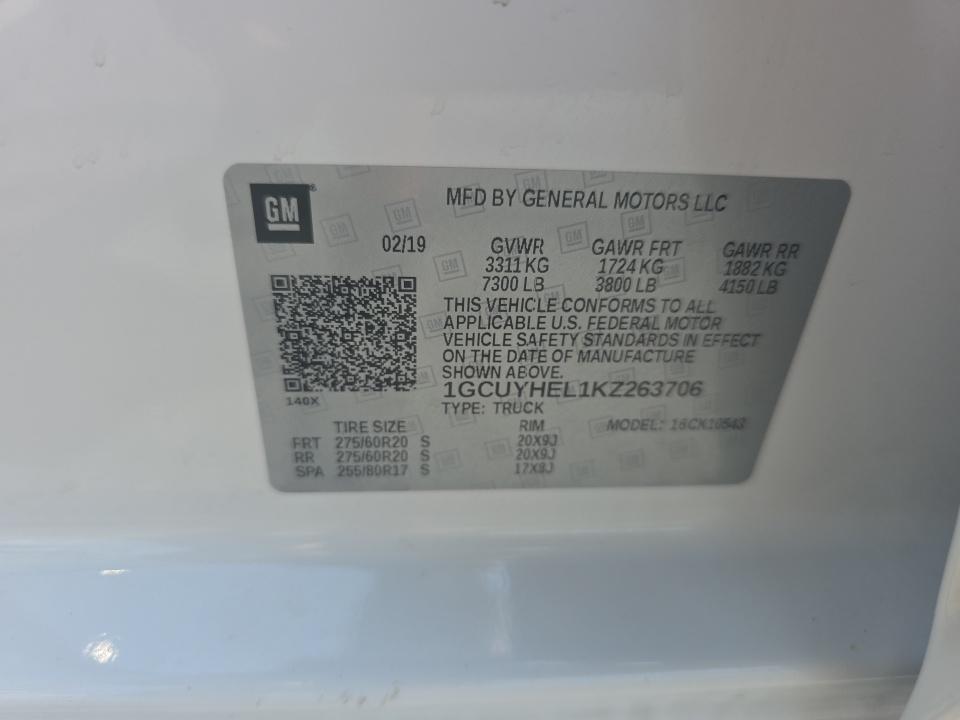 GM
MFD BY GENERAL MOTORS LLC
02/19 GVWR GAWR FRT GAWR RR
3311 KG 1724 KG 1882 KG
7300 LB 3800 LB 4150 LB
THIS VEHICLE CONFORMS TO ALL
APPLICABLE U.S. FEDERAL MOTOR
VEHICLE SAFETY STANDARDS IN EFFECT
ON THE DATE OF MANUFACTURE
SHOWN ABOVE.
1GCUYHEL1KZ263706
140X
TYPE: TRUCK
TIRE SIZE RIM MODEL:
FRT 275/60R20 S 20X9J
RR 275/60R20 S 20X9J
SPA 255/80R17 S 17X8J